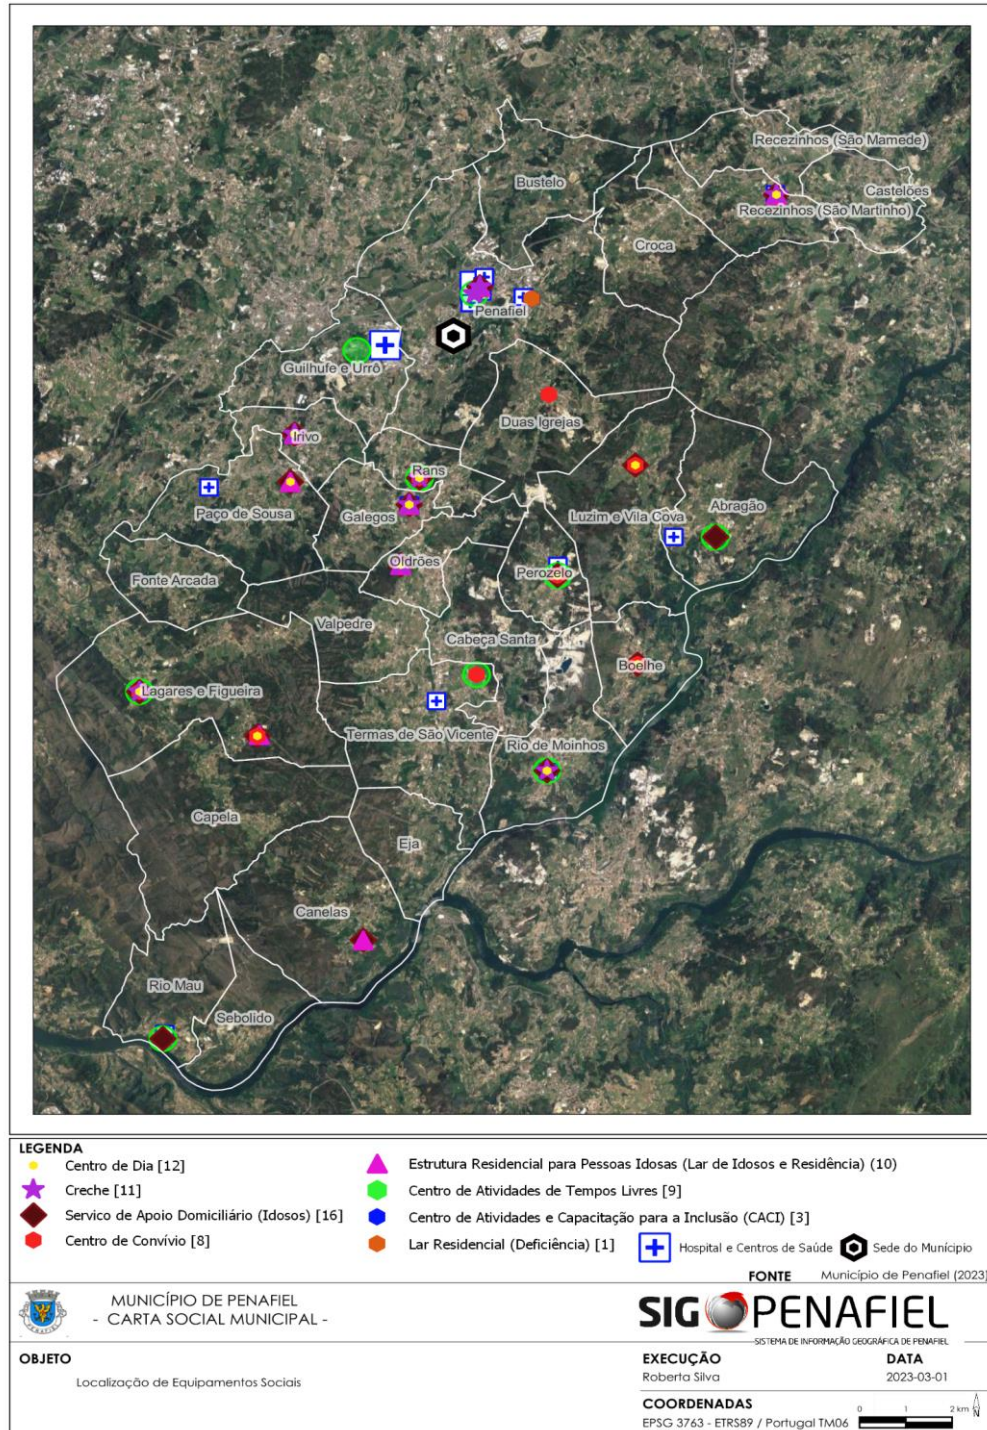 Recezinhos (São Mamede)
Bustelo
Castelões
Recezinhos (São Martinho)
Croca
Penafiel
Guilhufe e Urrô
Duas Igrejas
Irivo
Rans
Abragão
Paço de Sousa
Galegos
Luzim e Vila Cova
Oldrões
Perozelo
Fonte Arcada
Valpedre
Cabeça Santa
Boelhe
Lagares e Figueira
Termas de São Vicente
Rio de Moinhos
Capela
Eja
Canelas
Rio Mau
Sebolido
LEGENDA
Centro de Dia [12]
Creche [11]
Servico de Apoio Domiciliário (Idosos) [16]
Centro de Convívio [8]
Estrutura Residencial para Pessoas Idosas (Lar de Idosos e Residência) (10)
Centro de Atividades de Tempos Livres [9]
Centro de Atividades e Capacitação para a Inclusão (CACI) [3]
Lar Residencial (Deficiência) [1]
Hospital e Centros de Saúde
Sede do Munícipio
FONTE Município de Penafiel (2023)
PENAFIEL
MUNICÍPIO DE PENAFIEL
- CARTA SOCIAL MUNICIPAL -
SIG PENAFIEL
SISTEMA DE INFORMAÇÃO GEOGRÁFICA DE PENAFIEL
OBJETO
Localização de Equipamentos Sociais
EXECUÇÃO
Roberta Silva
DATA
2023-03-01
COORDENADAS
EPSG 3763 - ETRS89 / Portugal TM06
0 1 2 km
N